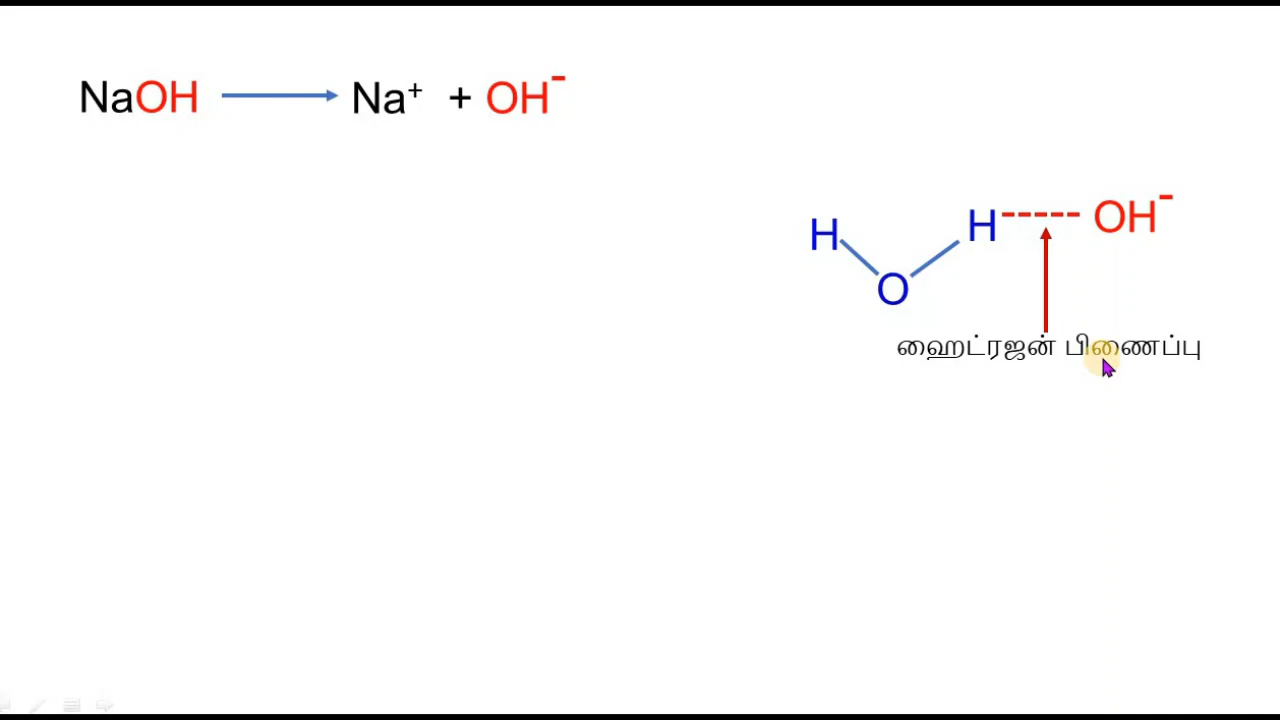 NaOH ⟶ Na⁺ + OH⁻
H H ------ OH⁻
O
ஹைட்ரஜன் பிணைப்பு